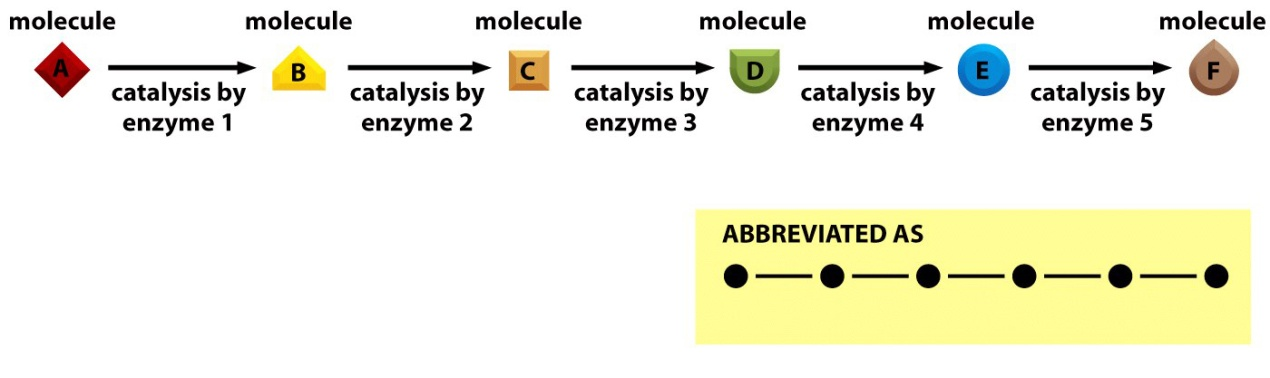 molecule molecule molecule molecule molecule molecule
A B C D E F
catalysis by catalysis by catalysis by catalysis by catalysis by
enzyme 1 enzyme 2 enzyme 3 enzyme 4 enzyme 5
ABBREVIATED AS